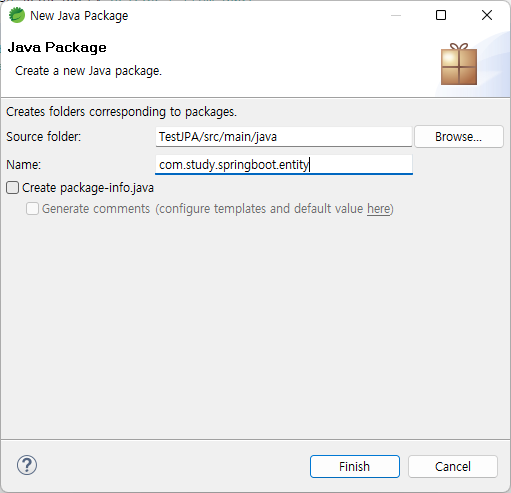 New Java Package
Java Package
Create a new Java package.
Creates folders corresponding to packages.
Source folder: TestJPA/src/main/java Browse...
Name: com.study.springboot.entity
Create package-info.java
Generate comments (configure templates and default value here)
?
Finish Cancel